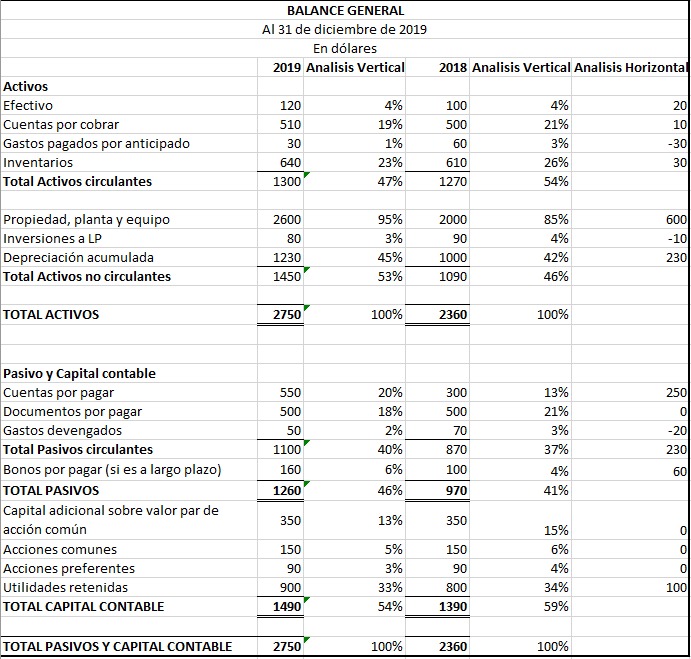 BALANCE GENERAL
Al 31 de diciembre de 2019
En dólares
2019 Analisis Vertical 2018 Analisis Vertical Analisis Horizontal
Activos
Efectivo 120 4% 100 4% 20
Cuentas por cobrar 510 19% 500 21% 10
Gastos pagados por anticipado 30 1% 60 3% -30
Inventarios 640 23% 610 26% 30
Total Activos circulantes 1300 47% 1270 54%
Propiedad, planta y equipo 2600 95% 2000 85% 600
Inversiones a LP 80 3% 90 4% -10
Depreciación acumulada 1230 45% 1000 42% 230
Total Activos no circulantes 1450 53% 1090 46%
TOTAL ACTIVOS 2750 100% 2360 100%
Pasivo y Capital contable
Cuentas por pagar 550 20% 300 13% 250
Documentos por pagar 500 18% 500 21% 0
Gastos devengados 50 2% 70 3% -20
Total Pasivos circulantes 1100 40% 870 37% 230
Bonos por pagar (si es a largo plazo) 160 6% 100 4% 60
TOTAL PASIVOS 1260 46% 970 41%
Capital adicional sobre valor par de
acción común 350 13% 350 15% 0
Acciones comunes 150 5% 150 6% 0
Acciones preferentes 90 3% 90 4% 0
Utilidades retenidas 900 33% 800 34% 100
TOTAL CAPITAL CONTABLE 1490 54% 1390 59%
TOTAL PASIVOS Y CAPITAL CONTABLE 2750 100% 2360 100%